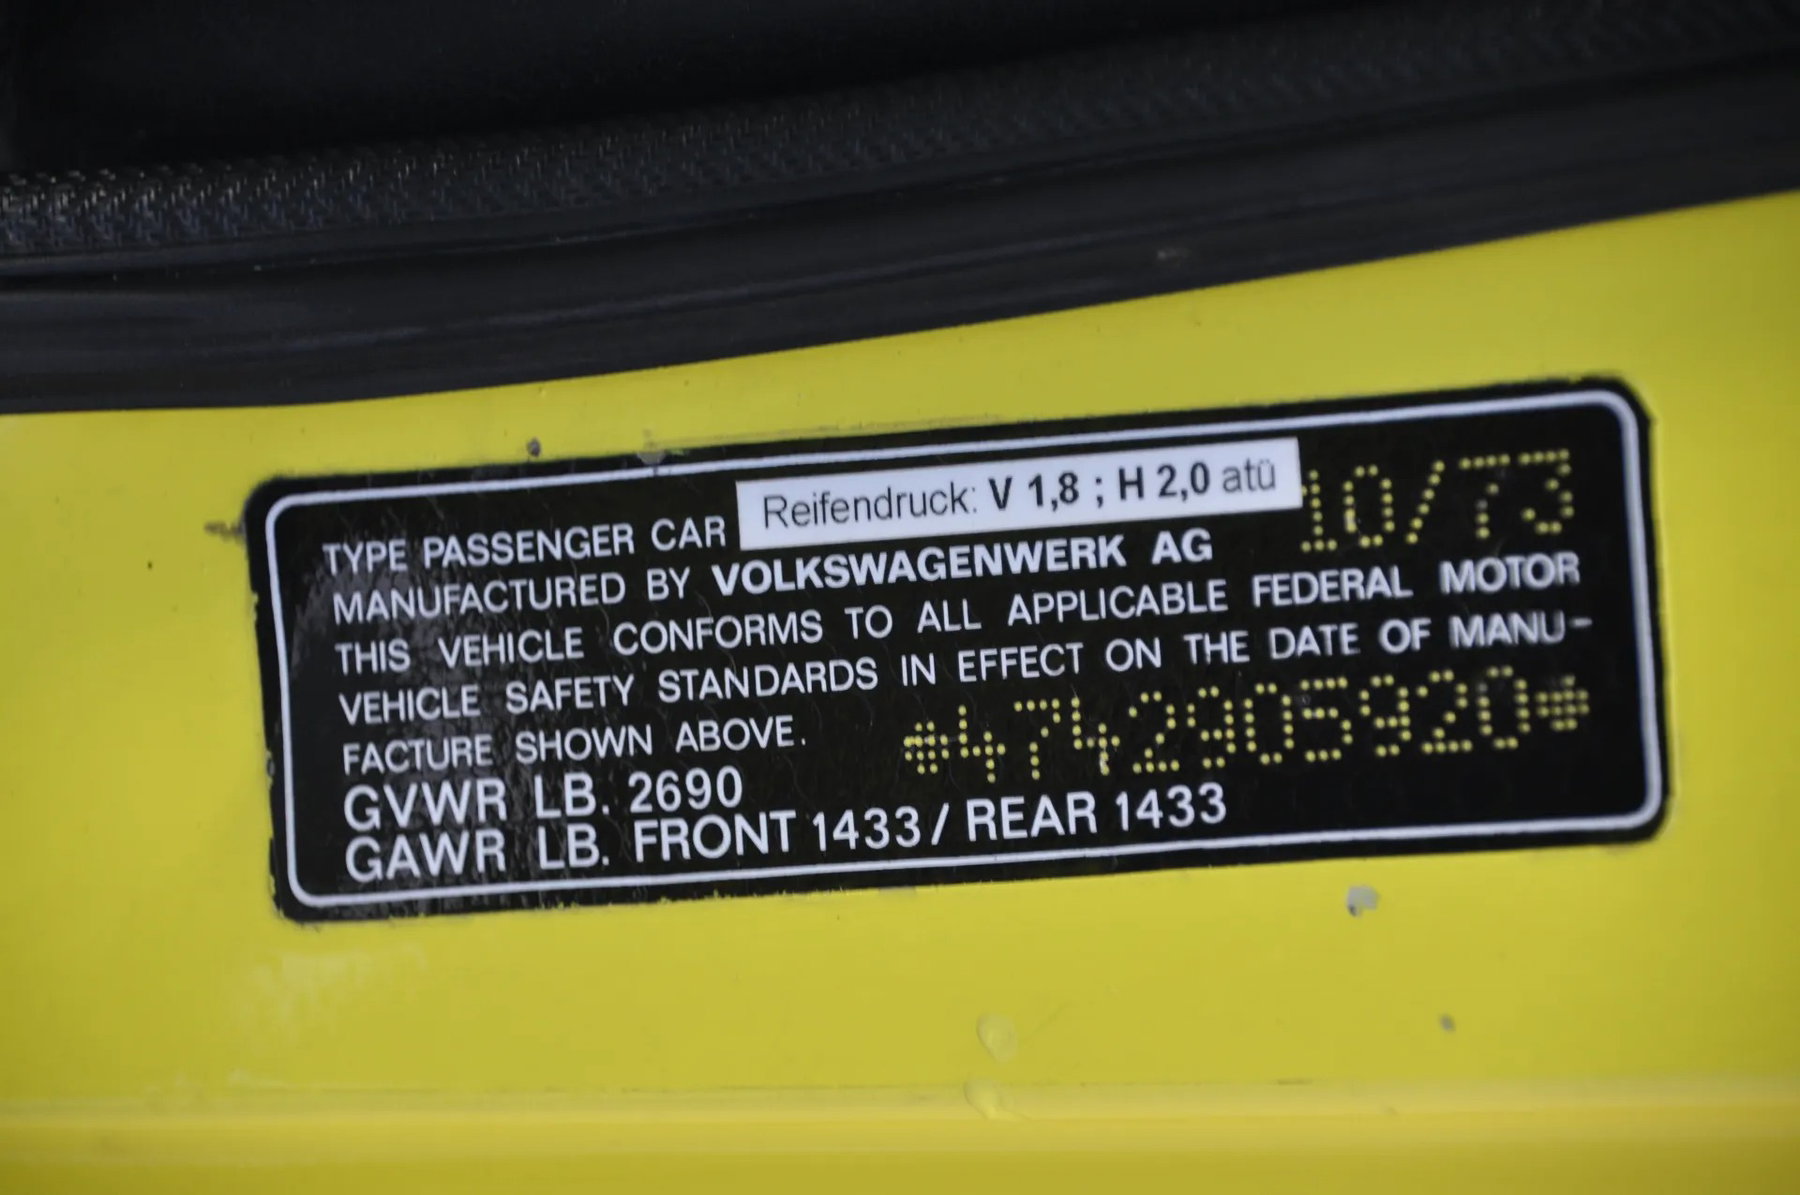 Reifendruck: V 1,8 ; H 2,0 atü
TYPE PASSENGER CAR 10/73
MANUFACTURED BY VOLKSWAGENWERK AG
THIS VEHICLE CONFORMS TO ALL APPLICABLE FEDERAL MOTOR
VEHICLE SAFETY STANDARDS IN EFFECT ON THE DATE OF MANU-
FACTURE SHOWN ABOVE. *4742905920*
GVWR LB. 2690
GAWR LB. FRONT 1433 / REAR 1433